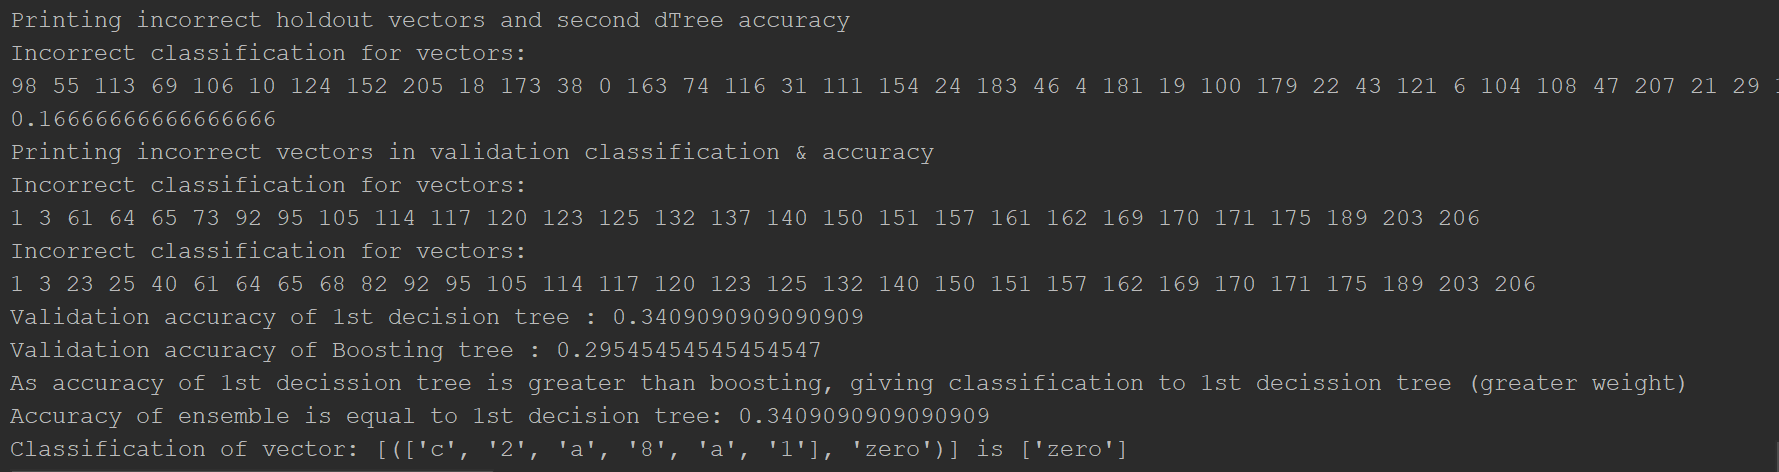 Printing incorrect holdout vectors and second dTree accuracy
Incorrect classification for vectors:
98 55 113 69 106 10 124 152 205 18 173 38 0 163 74 116 31 111 154 24 183 46 4 181 19 100 179 22 43 121 6 104 108 47 207 21 29
0.16666666666666666
Printing incorrect vectors in validation classification & accuracy
Incorrect classification for vectors:
1 3 61 64 65 73 92 95 105 114 117 120 123 125 132 137 140 150 151 157 161 162 169 170 171 175 189 203 206
Incorrect classification for vectors:
1 3 23 25 40 61 64 65 68 82 92 95 105 114 117 120 123 125 132 140 150 151 157 162 169 170 171 175 189 203 206
Validation accuracy of 1st decision tree : 0.3409090909090909
Validation accuracy of Boosting tree : 0.29545454545454547
As accuracy of 1st decission tree is greater than boosting, giving classification to 1st decission tree (greater weight)
Accuracy of ensemble is equal to 1st decision tree: 0.3409090909090909
Classification of vector: [(['c', '2', 'a', '8', 'a', '1'], 'zero')] is ['zero']